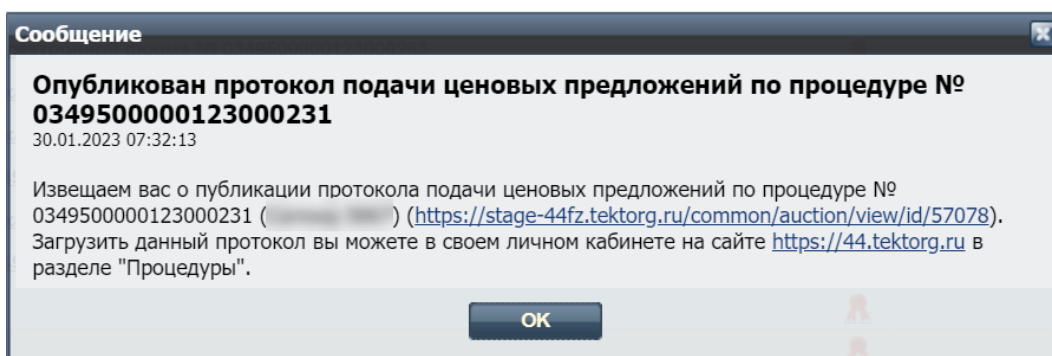 Сообщение
Опубликован протокол подачи ценовых предложений по процедуре №
0349500000123000231
30.01.2023 07:32:13
Извещаем вас о публикации протокола подачи ценовых предложений по процедуре №
0349500000123000231 ( ) (https://stage-44fz.tektorg.ru/common/auction/view/id/57078).
Загрузить данный протокол вы можете в своем личном кабинете на сайте https://44.tektorg.ru в
разделе "Процедуры".
OK